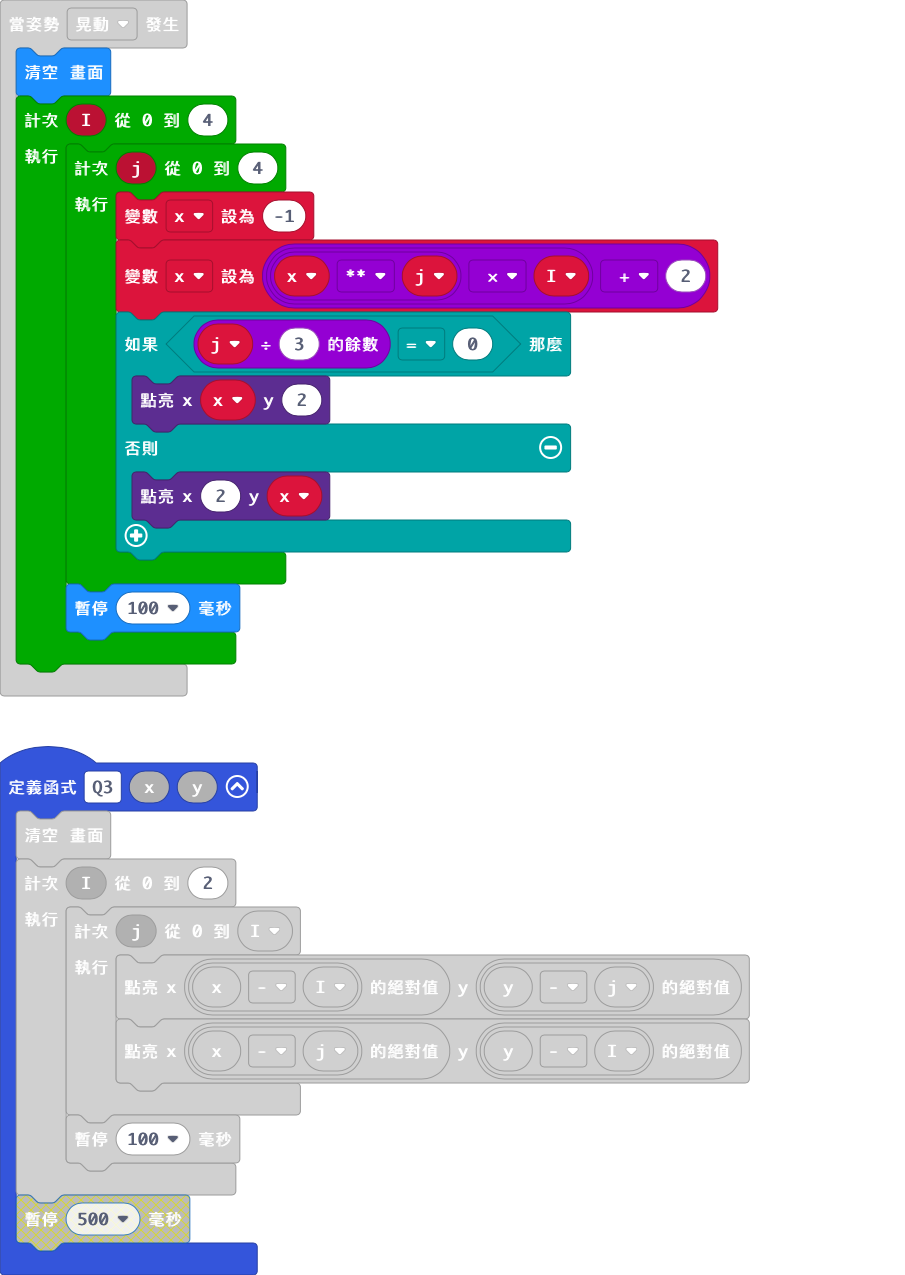 當姿勢 晃動 發生
清空 畫面
計次 I 從 0 到 4
執行
計次 j 從 0 到 4
執行
變數 x 設為 -1
變數 x 設為 x ** j × I + 2
如果 j ÷ 3 的餘數 = 0 那麼
點亮 x x y 2
否則
點亮 x 2 y x
暫停 100 毫秒
定義函式 Q3 x y
清空 畫面
計次 I 從 0 到 2
執行
計次 j 從 0 到 I
執行
點亮 x x - I 的絕對值 y y - j 的絕對值
點亮 x x - j 的絕對值 y y - I 的絕對值
暫停 100 毫秒
暫停 500 毫秒